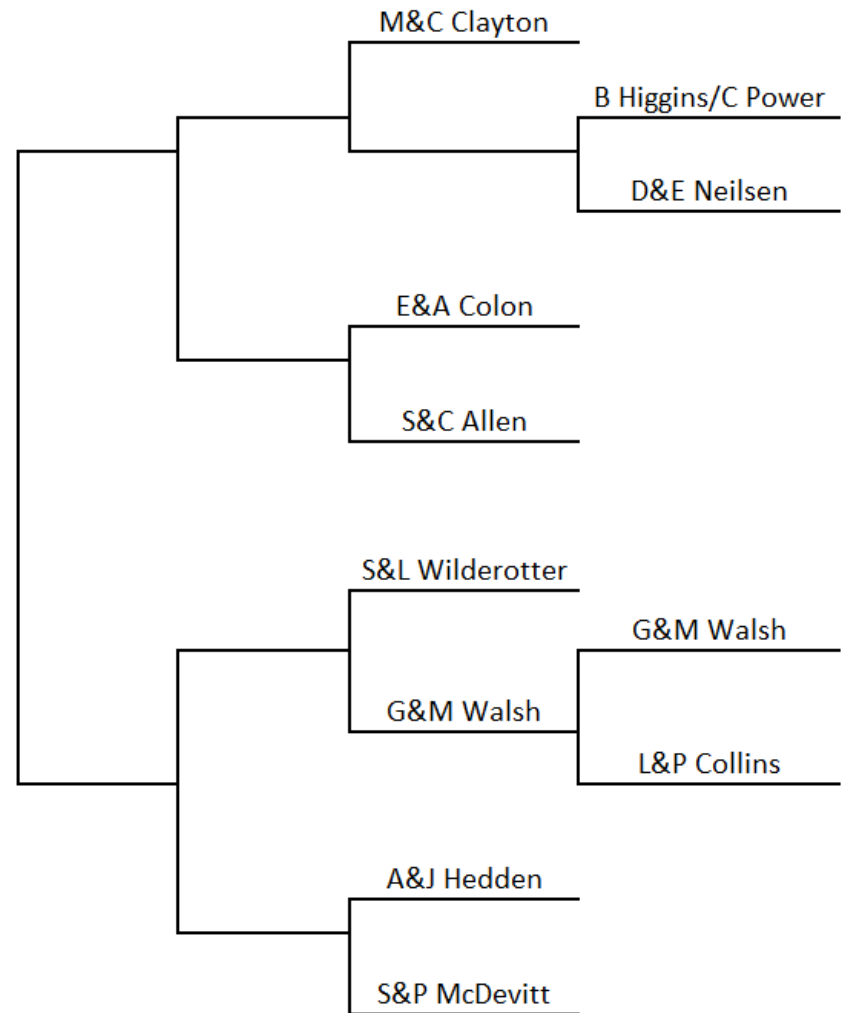 M&C Clayton
B Higgins/C Power
D&E Neilsen
E&A Colon
S&C Allen
S&L Wilderotter
G&M Walsh
G&M Walsh
L&P Collins
A&J Hedden
S&P McDevitt